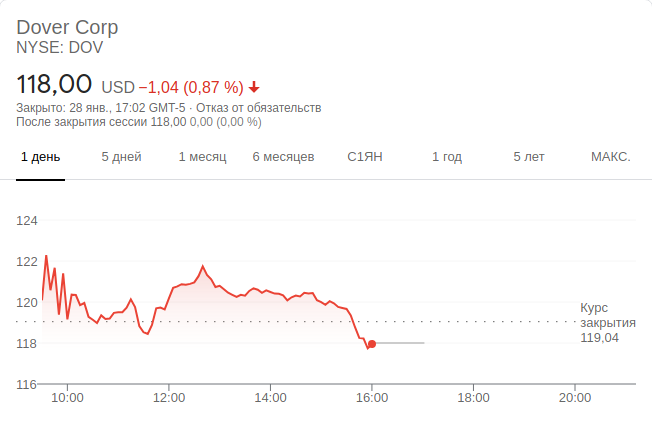 Dover Corp
NYSE: DOV
118,00 USD −1,04 (0,87 %)
Закрыто: 28 янв., 17:02 GMT-5 · Отказ от обязательств
После закрытия сессии 118,00 0,00 (0,00 %)
1 день 5 дней 1 месяц 6 месяцев С1ЯН 1 год 5 лет МАКС.
124
122
120
118
116
Курс
закрытия
119,04
10:00 12:00 14:00 16:00 18:00 20:00